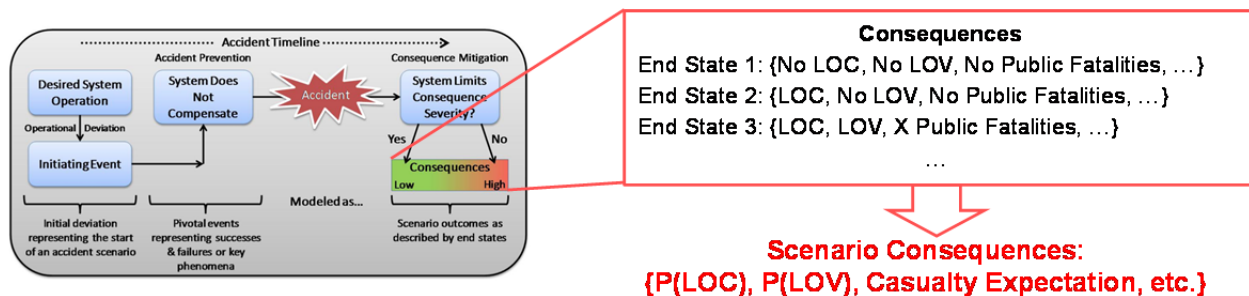 Accident Timeline
Accident Prevention
Consequence Mitigation
Desired System
Operation
System Does
Not
Compensate
Accident
System Limits
Consequence
Severity?
Operational
Deviation
Yes
No
Initiating Event
Consequences
Low
High
Modeled as...
Initial deviation
representing the start
of an accident scenario
Pivotal events
representing successes
& failures or key
phenomena
Scenario outcomes as
described by end states
Consequences
End State 1: {No LOC, No LOV, No Public Fatalities, …}
End State 2: {LOC, No LOV, No Public Fatalities, …}
End State 3: {LOC, LOV, X Public Fatalities, …}
…
Scenario Consequences:
{P(LOC), P(LOV), Casualty Expectation, etc.}